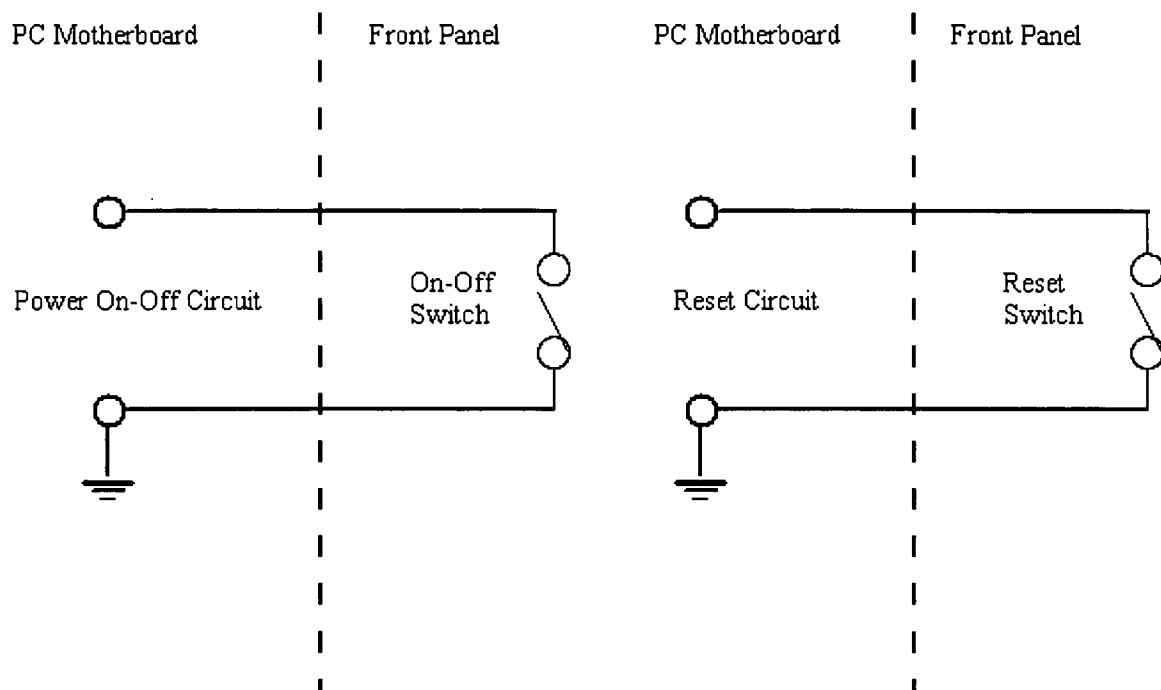 PC Motherboard
Front Panel
PC Motherboard
Front Panel
Power On-Off Circuit
On-Off
Switch
Reset Circuit
Reset
Switch